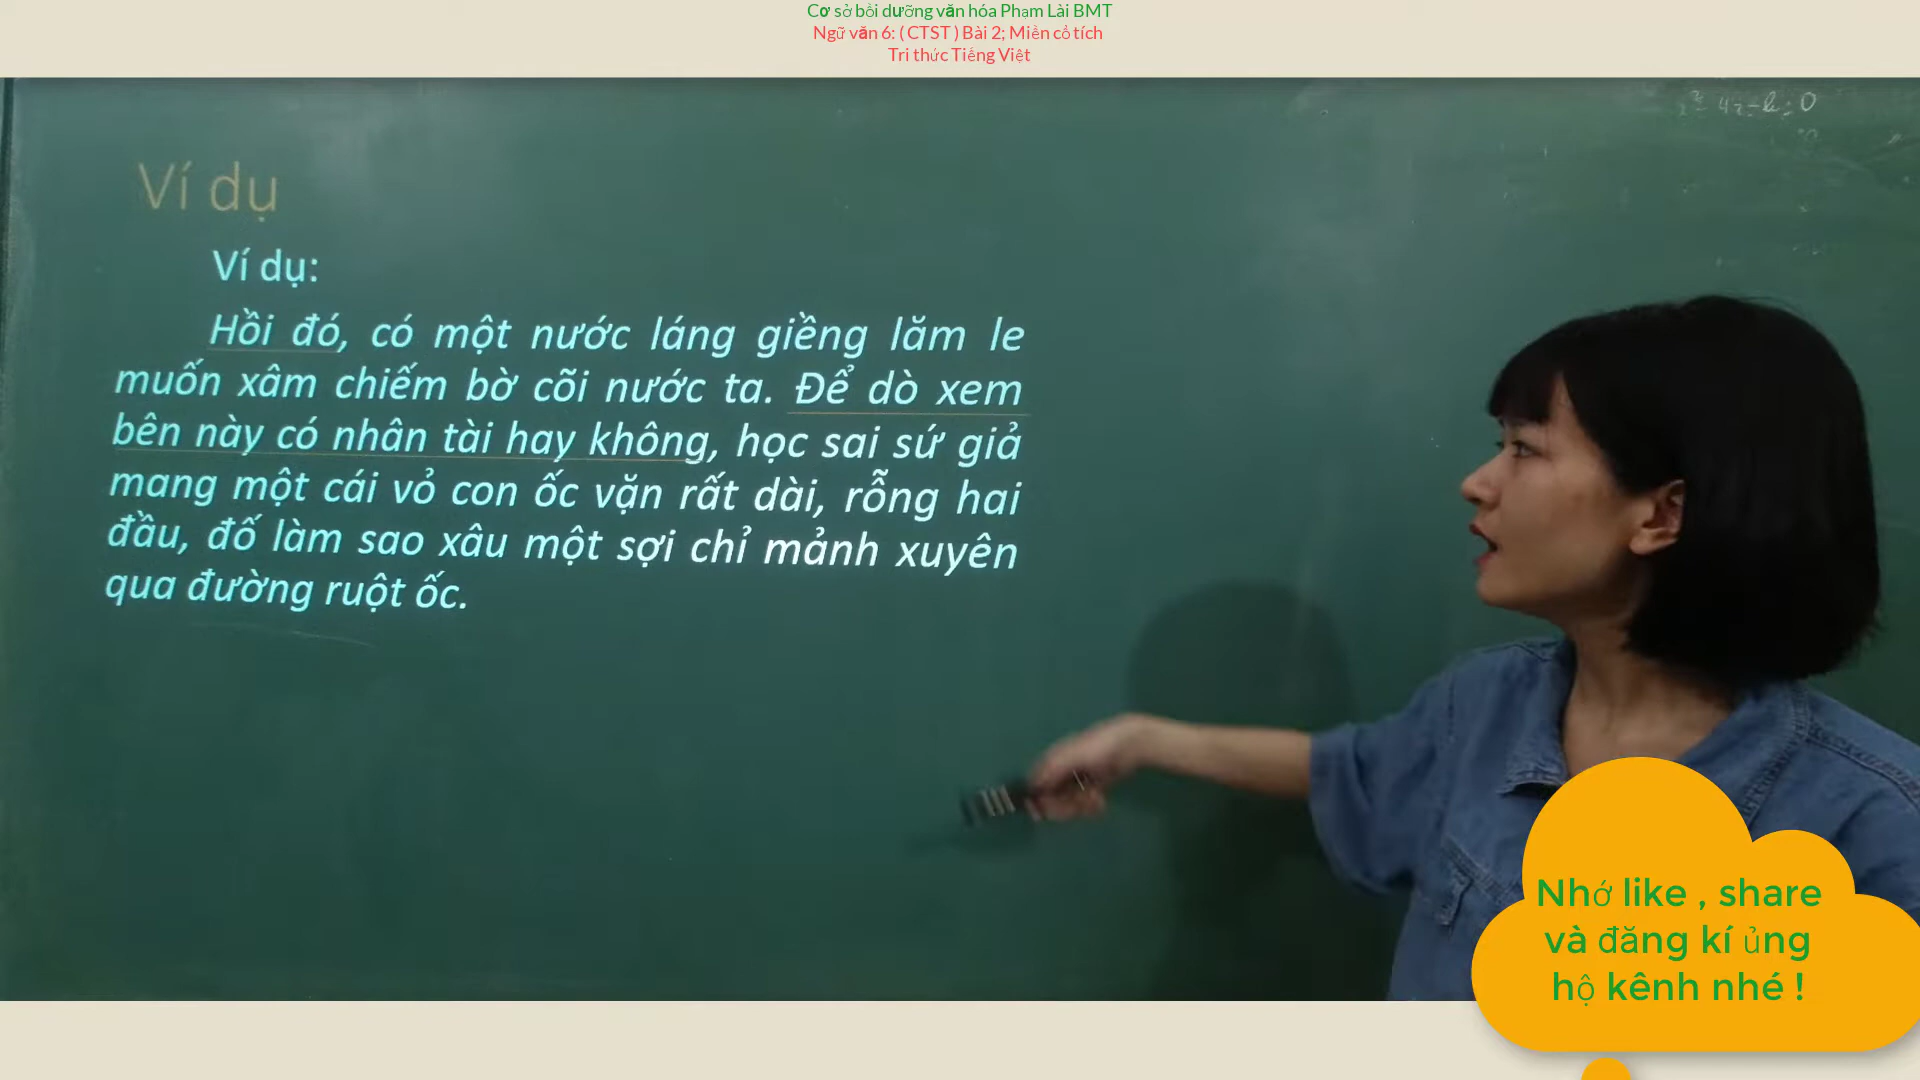 Cơ sở bồi dưỡng văn hóa Phạm Lài BMT
Ngữ văn 6: ( CTST ) Bài 2; Miền cổ tích
Tri thức Tiếng Việt
Ví dụ
Ví dụ:
Hồi đó, có một nước láng giềng lăm le
muốn xâm chiếm bờ cõi nước ta. Để dò xem
bên này có nhân tài hay không, học sai sứ giả
mang một cái vỏ con ốc vặn rất dài, rỗng hai
đầu, đố làm sao xâu một sợi chỉ mảnh xuyên
qua đường ruột ốc.
Nhớ like , share
và đăng kí ủng
hộ kênh nhé !